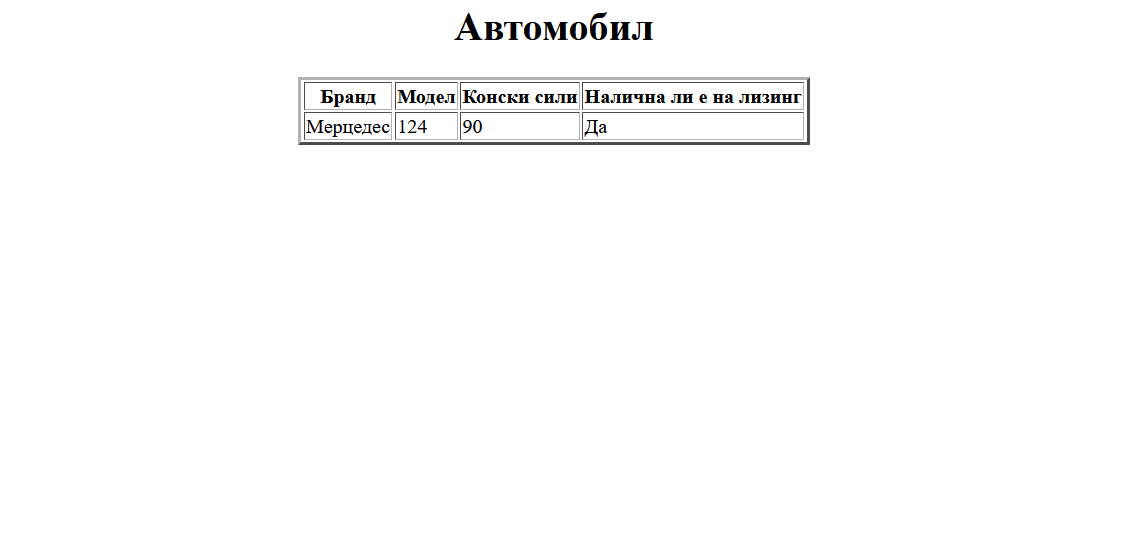 Автомобил
Бранд Модел Конски сили Налична ли е на лизинг
Мерцедес 124 90 Да